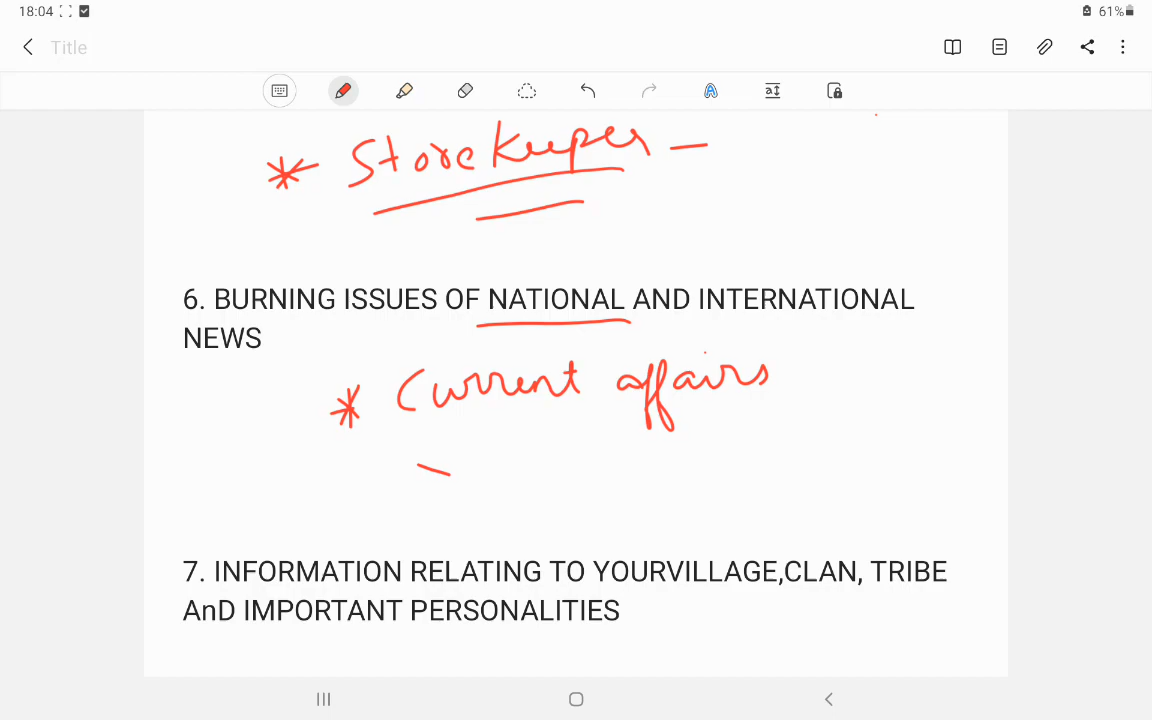 18:04
61%
Title
* Storekeeper -
6. BURNING ISSUES OF NATIONAL AND INTERNATIONAL
NEWS
* Current affairs
7. INFORMATION RELATING TO YOURVILLAGE,CLAN, TRIBE
AnD IMPORTANT PERSONALITIES